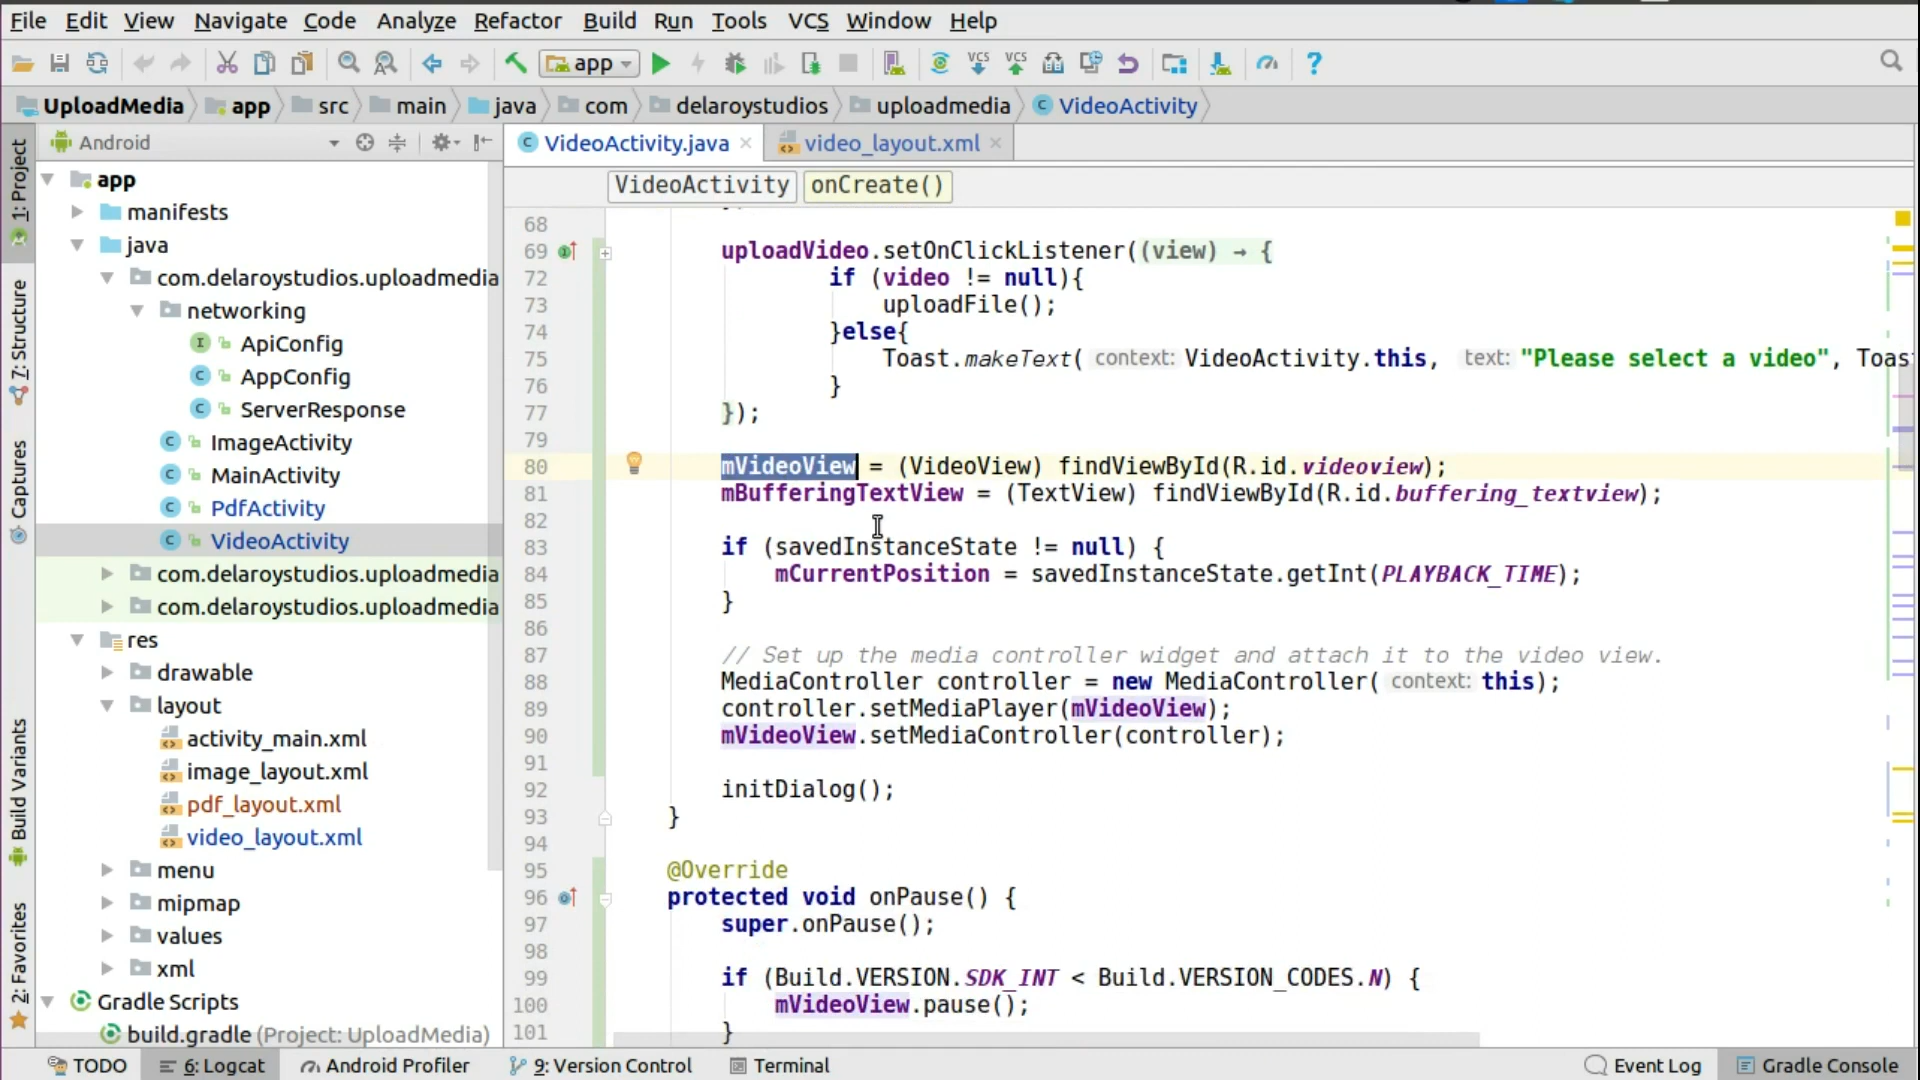 File Edit View Navigate Code Analyze Refactor Build Run Tools VCS Window Help
app VCS VCS ?
UploadMedia app src main java com delaroystudios uploadmedia C VideoActivity
Android C VideoActivity.java video_layout.xml
VideoActivity onCreate()
1: Project
7: Structure
Captures
Build Variants
2: Favorites
app
manifests
java
com.delaroystudios.uploadmedia
networking
I ApiConfig
C AppConfig
C ServerResponse
C ImageActivity
C MainActivity
C PdfActivity
C VideoActivity
com.delaroystudios.uploadmedia
com.delaroystudios.uploadmedia
res
drawable
layout
activity_main.xml
image_layout.xml
pdf_layout.xml
video_layout.xml
menu
mipmap
values
xml
Gradle Scripts
build.gradle (Project: UploadMedia)
68
69 uploadVideo.setOnClickListener((view) → {
72 if (video != null){
73 uploadFile();
74 }else{
75 Toast.makeText( context: VideoActivity.this, text: "Please select a video", Toas
76 }
77 });
79
80 mVideoView = (VideoView) findViewById(R.id.videoview);
81 mBufferingTextView = (TextView) findViewById(R.id.buffering_textview);
82
83 if (savedInstanceState != null) {
84 mCurrentPosition = savedInstanceState.getInt(PLAYBACK_TIME);
85 }
86
87 // Set up the media controller widget and attach it to the video view.
88 MediaController controller = new MediaController( context: this);
89 controller.setMediaPlayer(mVideoView);
90 mVideoView.setMediaController(controller);
91
92 initDialog();
93 }
94
95 @Override
96 protected void onPause() {
97 super.onPause();
98
99 if (Build.VERSION.SDK_INT < Build.VERSION_CODES.N) {
100 mVideoView.pause();
101 }
TODO 6: Logcat Android Profiler 9: Version Control Terminal Event Log Gradle Console